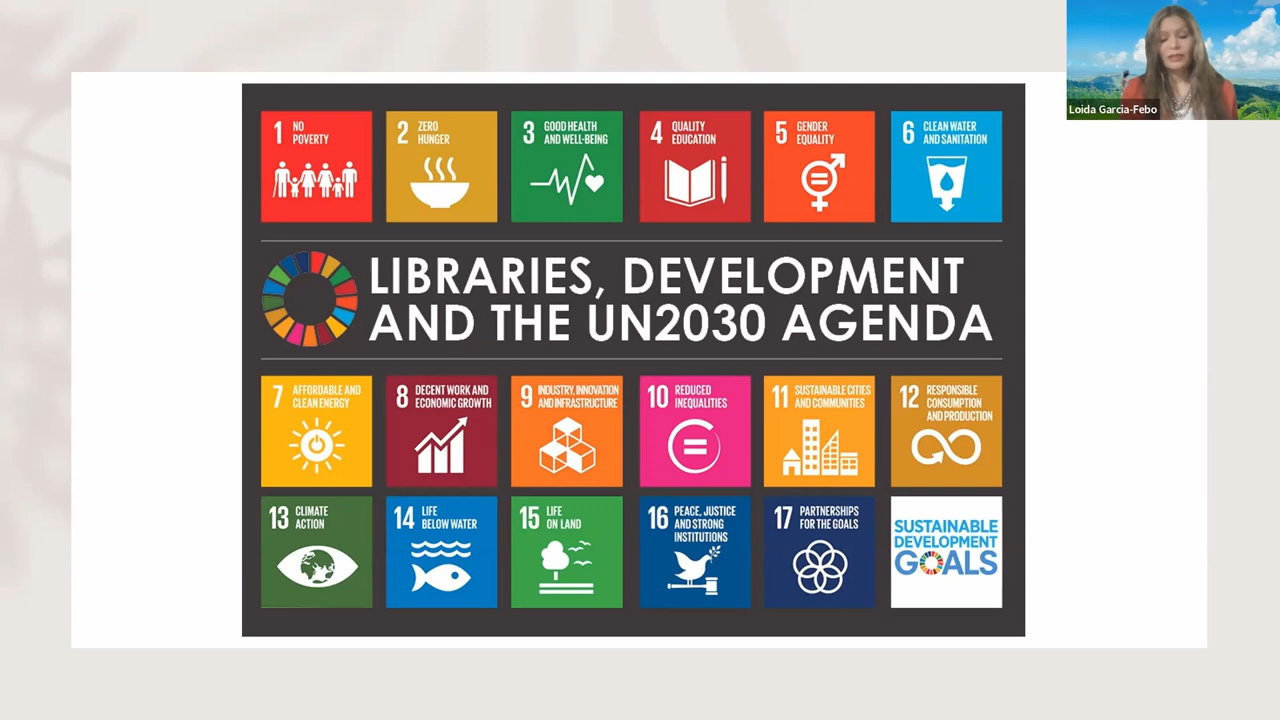 Loida Garcia-Febo
1 NO
POVERTY
2 ZERO
HUNGER
3 GOOD HEALTH
AND WELL-BEING
4 QUALITY
EDUCATION
5 GENDER
EQUALITY
6 CLEAN WATER
AND SANITATION
LIBRARIES, DEVELOPMENT
AND THE UN2030 AGENDA
7 AFFORDABLE AND
CLEAN ENERGY
8 DECENT WORK AND
ECONOMIC GROWTH
9 INDUSTRY, INNOVATION
AND INFRASTRUCTURE
10 REDUCED
INEQUALITIES
11 SUSTAINABLE CITIES
AND COMMUNITIES
12 RESPONSIBLE
CONSUMPTION
AND PRODUCTION
13 CLIMATE
ACTION
14 LIFE
BELOW WATER
15 LIFE
ON LAND
16 PEACE, JUSTICE
AND STRONG
INSTITUTIONS
17 PARTNERSHIPS
FOR THE GOALS
SUSTAINABLE
DEVELOPMENT
GOALS